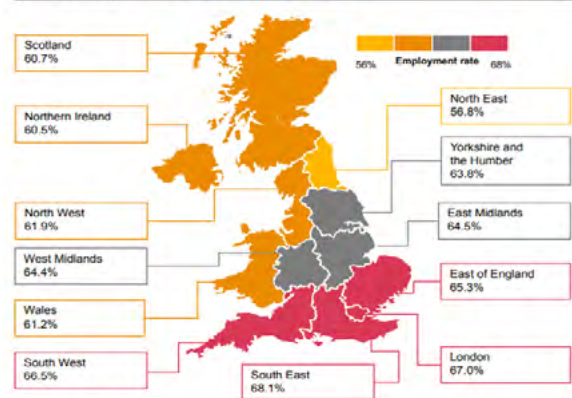 Scotland
60.7%
56%
Employment rate
68%
Northern Ireland
60.5%
North East
56.8%
Yorkshire and
the Humber
63.8%
North West
61.9%
East Midlands
64.5%
West Midlands
64.4%
East of England
65.3%
Wales
61.2%
South West
66.5%
South East
68.1%
London
67.0%